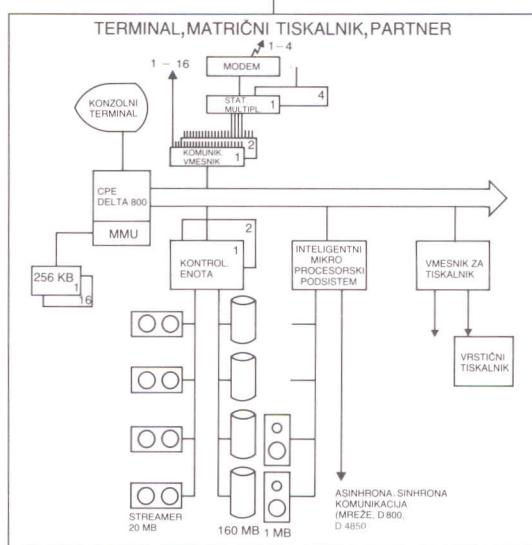 TERMINAL, MATRIČNI TISKALNIK, PARTNER
1-4
1 – 16
MODEM
4
STAT.
MULTIPL. 1
KONZOLNI
TERMINAL
2
KOMUNIK.
VMESNIK 1
CPE
DELTA 800
MMU
256 KB
1
16
2
1
KONTROL.
ENOTA
INTELIGENTNI
MIKRO
PROCESORSKI
PODSISTEM
VMESNIK ZA
TISKALNIK
VRSTIČNI
TISKALNIK
STREAMER
20 MB
160 MB
1 MB
ASINHRONA, SINHRONA
KOMUNIKACIJA
(MREŽE, D 800,
D 4850